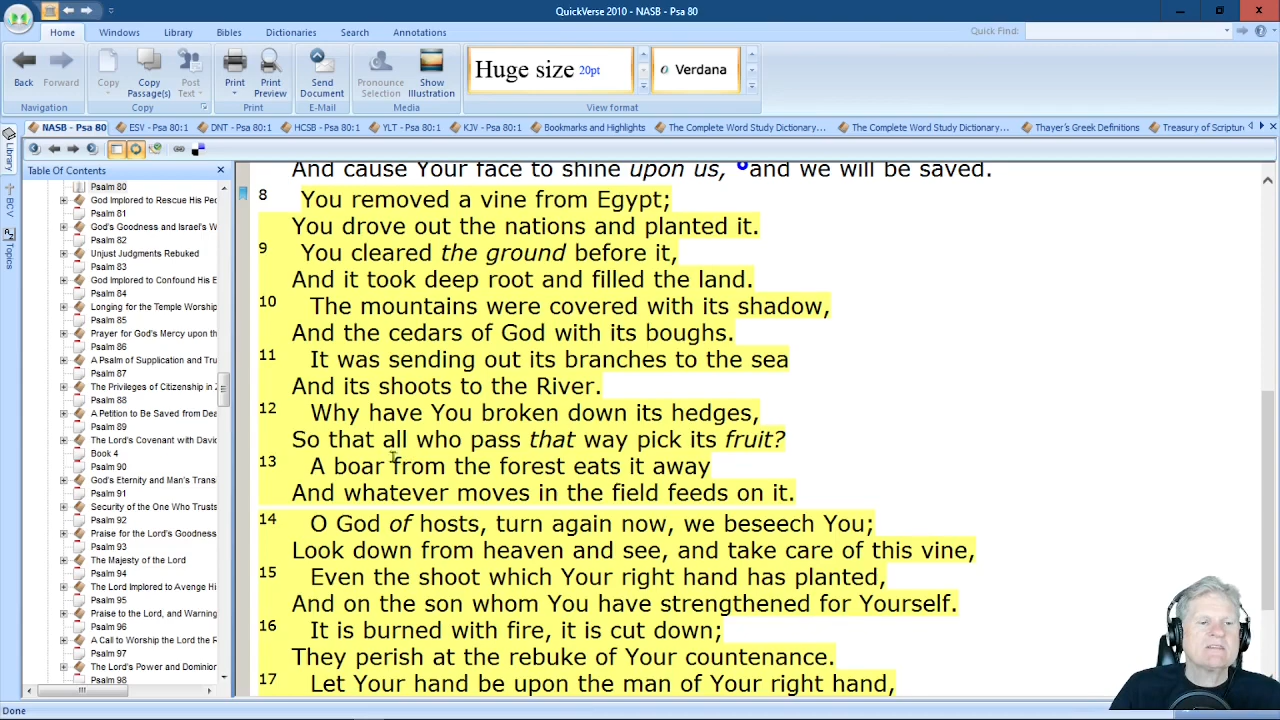 QuickVerse 2010 - NASB - Psa 80
Home Windows Library Bibles Dictionaries Search Annotations Quick Find:
Back Forward Copy Copy Passage(s) Post Text Print Print Preview Send Document Pronounce Selection Show Illustration Huge size 20pt Verdana
Navigation Copy Print E-Mail Media View format
NASB - Psa 80 ESV - Psa 80:1 DNT - Psa 80:1 HCSB - Psa 80:1 YLT - Psa 80:1 KJV - Psa 80:1 Bookmarks and Highlights The Complete Word Study Dictionary... The Complete Word Study Dictionary... Thayer's Greek Definitions Treasury of Scriptur
Library
BCV
Topics
Table Of Contents
Psalm 80
God Implored to Rescue His Peo
Psalm 81
God's Goodness and Israel's W
Psalm 82
Unjust Judgments Rebuked
Psalm 83
God Implored to Confound His E
Psalm 84
Longing for the Temple Worship
Psalm 85
Prayer for God's Mercy upon the
Psalm 86
A Psalm of Supplication and Tru
Psalm 87
The Privileges of Citizenship in Z
Psalm 88
A Petition to Be Saved from Dea
Psalm 89
The Lord's Covenant with David
Book 4
Psalm 90
God's Eternity and Man's Trans
Psalm 91
Security of the One Who Trusts
Psalm 92
Praise for the Lord's Goodness
Psalm 93
The Majesty of the Lord
Psalm 94
The Lord Implored to Avenge Hi
Psalm 95
Praise to the Lord, and Warning
Psalm 96
A Call to Worship the Lord the R
Psalm 97
The Lord's Power and Dominion
Psalm 98
And cause Your face to shine upon us, and we will be saved.
8 You removed a vine from Egypt;
You drove out the nations and planted it.
9 You cleared the ground before it,
And it took deep root and filled the land.
10 The mountains were covered with its shadow,
And the cedars of God with its boughs.
11 It was sending out its branches to the sea
And its shoots to the River.
12 Why have You broken down its hedges,
So that all who pass that way pick its fruit?
13 A boar from the forest eats it away
And whatever moves in the field feeds on it.
14 O God of hosts, turn again now, we beseech You;
Look down from heaven and see, and take care of this vine,
15 Even the shoot which Your right hand has planted,
And on the son whom You have strengthened for Yourself.
16 It is burned with fire, it is cut down;
They perish at the rebuke of Your countenance.
17 Let Your hand be upon the man of Your right hand,
Done